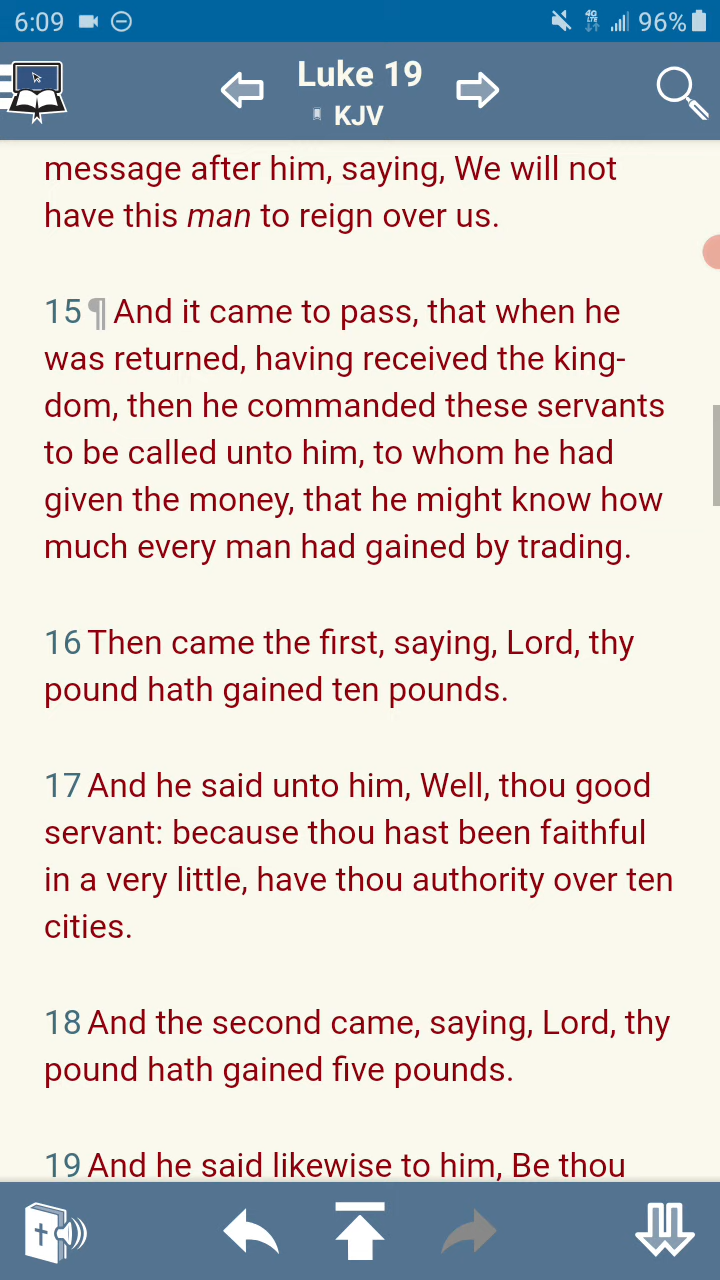 6:09
4G LTE 96%
Luke 19
KJV
message after him, saying, We will not
have this man to reign over us.
15 ¶ And it came to pass, that when he
was returned, having received the king-
dom, then he commanded these servants
to be called unto him, to whom he had
given the money, that he might know how
much every man had gained by trading.
16 Then came the first, saying, Lord, thy
pound hath gained ten pounds.
17 And he said unto him, Well, thou good
servant: because thou hast been faithful
in a very little, have thou authority over ten
cities.
18 And the second came, saying, Lord, thy
pound hath gained five pounds.
19 And he said likewise to him, Be thou